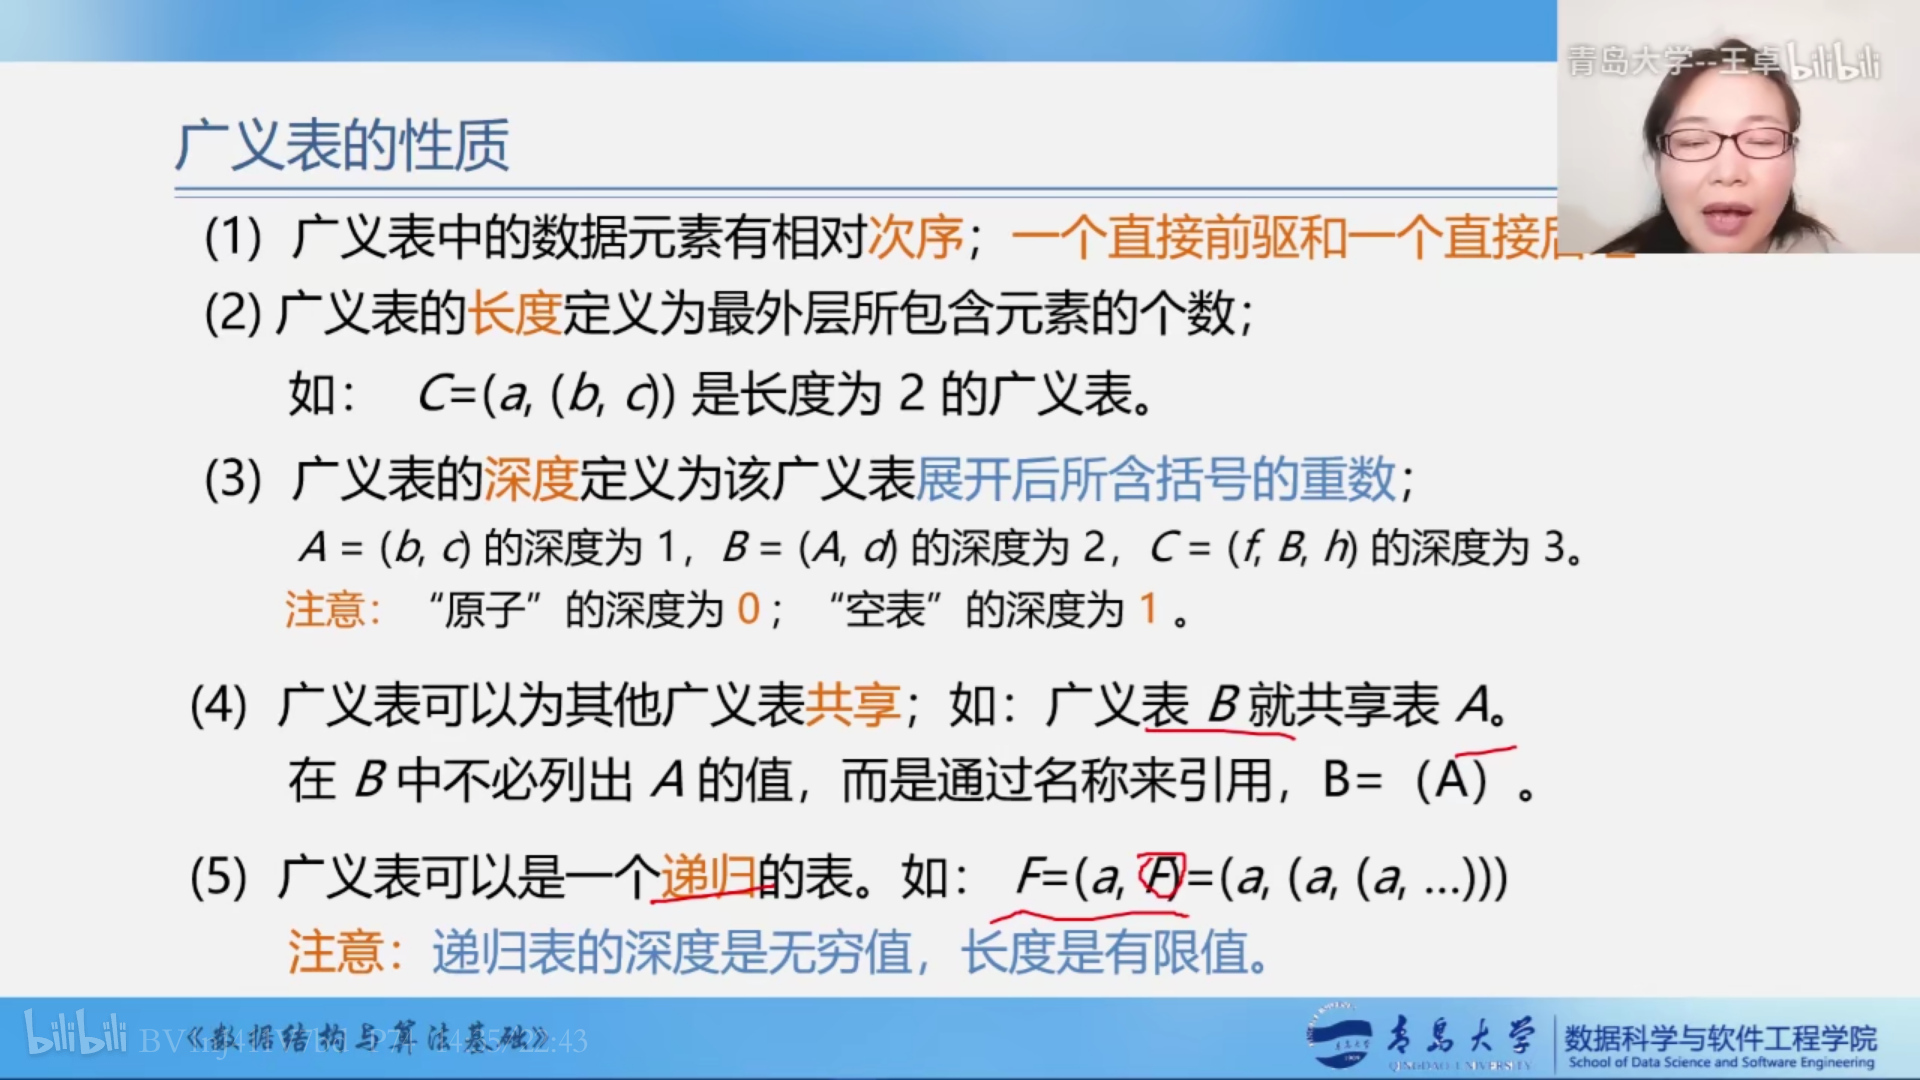 青岛大学--王卓 bilibili
广义表的性质
(1) 广义表中的数据元素有相对次序；一个直接前驱和一个直接后
(2) 广义表的长度定义为最外层所包含元素的个数；
如： C=(a, (b, c)) 是长度为 2 的广义表。
(3) 广义表的深度定义为该广义表展开后所含括号的重数；
A = (b, c) 的深度为 1，B = (A, d) 的深度为 2，C = (f, B, h) 的深度为 3。
注意：“原子”的深度为 0；“空表”的深度为 1 。
(4) 广义表可以为其他广义表共享；如：广义表 B 就共享表 A。
在 B 中不必列出 A 的值，而是通过名称来引用，B=（A）。
(5) 广义表可以是一个递归的表。如： F=(a, F)=(a, (a, (a, …)))
注意：递归表的深度是无穷值，长度是有限值。
bilibili 《数据结构与算法基础》
青岛大学 数据科学与软件工程学院
QINGDAO UNIVERSITY School of Data Science and Software Engineering